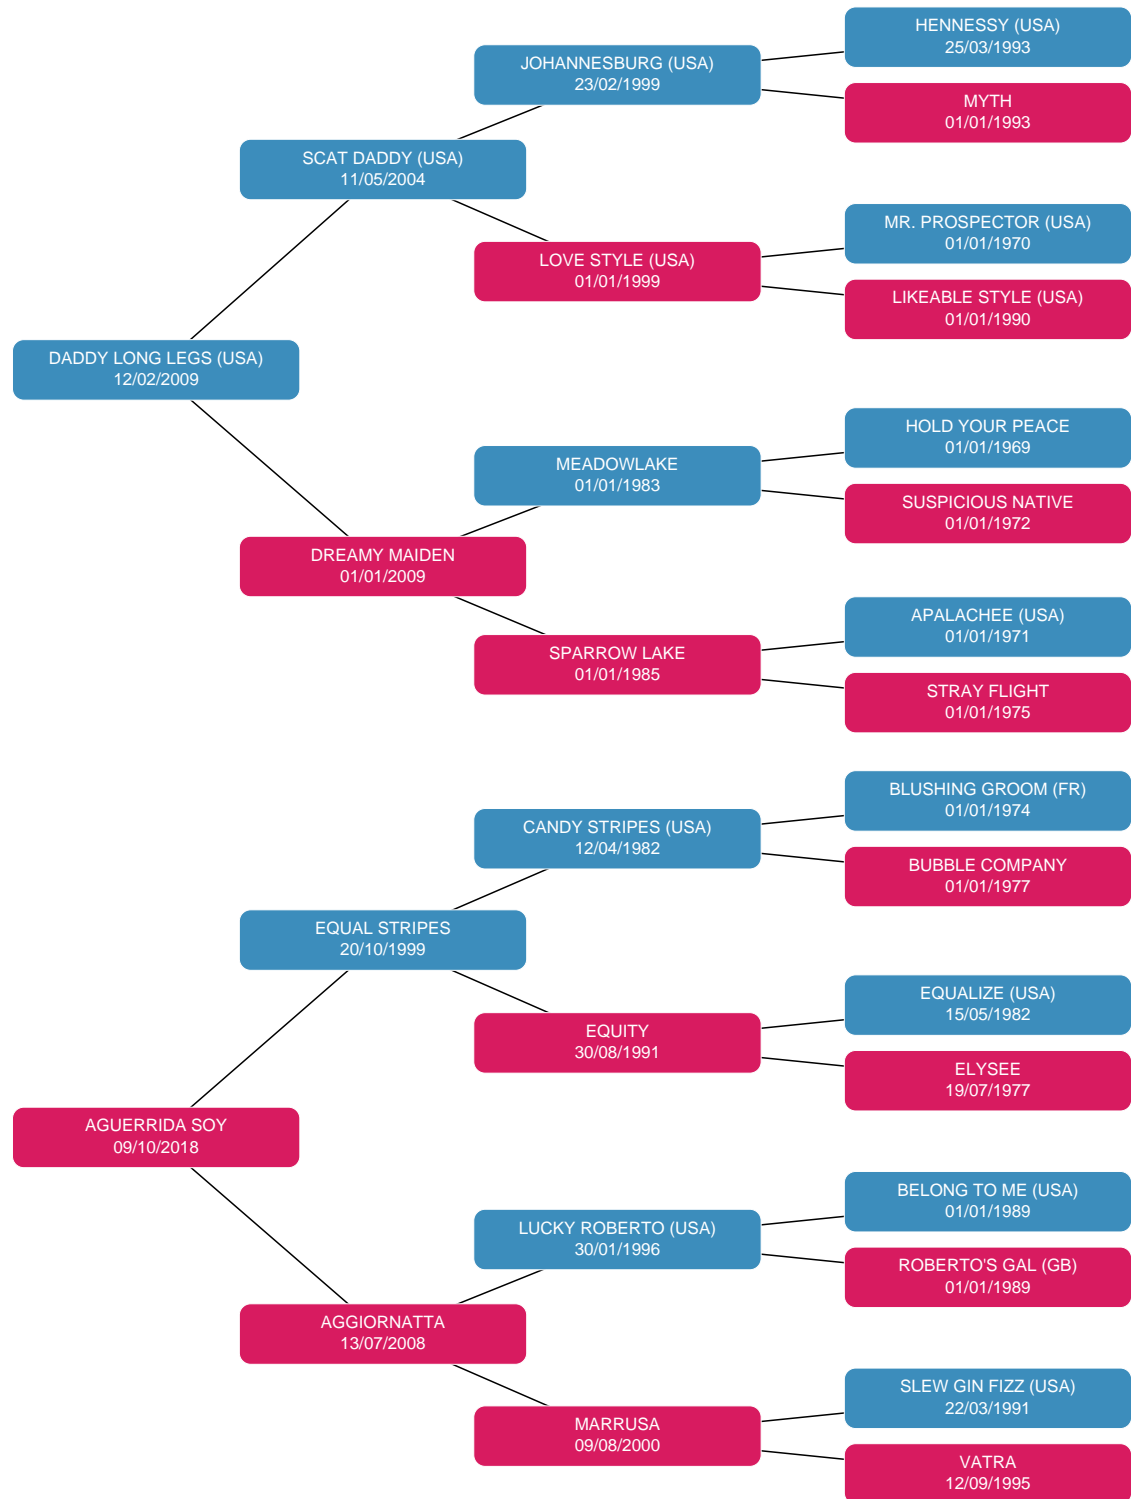 HENNESSY (USA)
25/03/1993
JOHANNESBURG (USA)
23/02/1999
MYTH
01/01/1993
SCAT DADDY (USA)
11/05/2004
MR. PROSPECTOR (USA)
01/01/1970
LOVE STYLE (USA)
01/01/1999
LIKEABLE STYLE (USA)
01/01/1990
DADDY LONG LEGS (USA)
12/02/2009
HOLD YOUR PEACE
01/01/1969
MEADOWLAKE
01/01/1983
SUSPICIOUS NATIVE
01/01/1972
DREAMY MAIDEN
01/01/2009
APALACHEE (USA)
01/01/1971
SPARROW LAKE
01/01/1985
STRAY FLIGHT
01/01/1975
BLUSHING GROOM (FR)
01/01/1974
CANDY STRIPES (USA)
12/04/1982
BUBBLE COMPANY
01/01/1977
EQUAL STRIPES
20/10/1999
EQUALIZE (USA)
15/05/1982
EQUITY
30/08/1991
ELYSEE
19/07/1977
AGUERRIDA SOY
09/10/2018
BELONG TO ME (USA)
01/01/1989
LUCKY ROBERTO (USA)
30/01/1996
ROBERTO'S GAL (GB)
01/01/1989
AGGIORNATTA
13/07/2008
SLEW GIN FIZZ (USA)
22/03/1991
MARRUSA
09/08/2000
VATRA
12/09/1995